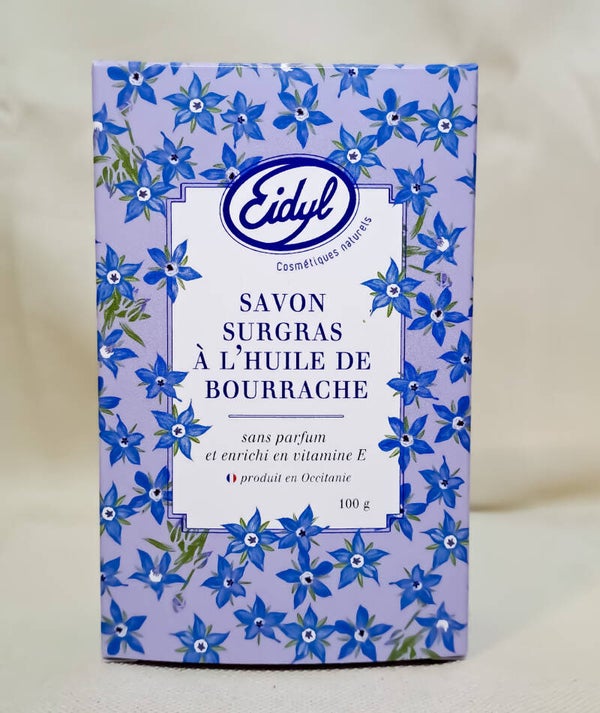 Eidyl
Cosmétiques naturels
SAVON
SURGRAS
À L'HUILE DE
BOURRACHE
sans parfum
et enrichi en vitamine E
produit en Occitanie
100 g